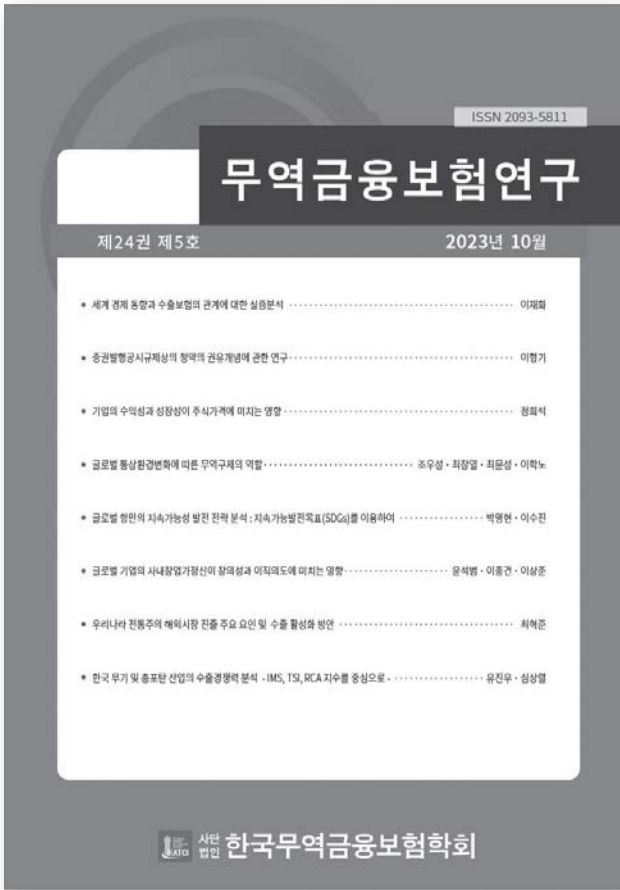 ISSN 2093-5811
무역금융보험연구
제24권 제5호 2023년 10월
• 세계 경제 동향과 수출보험의 관계에 대한 실증분석 ········ 이재화
• 증권발행공시규제상의 청약의 권유개념에 관한 연구 ········ 이형기
• 기업의 수익성과 성장성이 주식가격에 미치는 영향 ········ 정희석
• 글로벌 통상환경변화에 따른 무역구제의 역할 ········ 조우성 · 최창열 · 최문성 · 이학노
• 글로벌 항만의 지속가능성 발전 전략 분석 : 지속가능발전목표(SDGs)를 이용하여 ········ 박영현 · 이수진
• 글로벌 기업의 사내창업가정신이 창의성과 이직의도에 미치는 영향 ········ 윤석범 · 이종건 · 이상준
• 우리나라 전통주의 해외시장 진출 주요 요인 및 수출 활성화 방안 ········ 최혁준
• 한국 무기 및 총포탄 산업의 수출경쟁력 분석 - IMS, TSI, RCA 지수를 중심으로 - ········ 유진우 · 심상렬
KATFI
사단
법인 한국무역금융보험학회